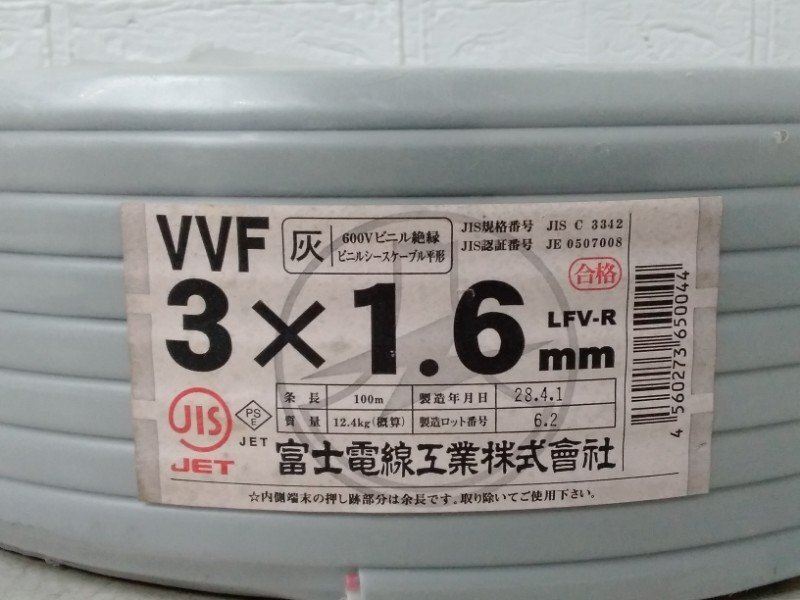 VVF
灰
600Vビニル絶縁
ビニルシースケーブル平形
JIS規格番号 JIS C 3342
JIS認証番号 JE 0507008
合格
3×1.6mm
LFV-R
条長 100m 製造年月日 28.4.1
質量 12.4kg(概算) 製造ロット番号 6.2
JIS
JET
PS
E
JET
富士電線工業株式會社
☆内側端末の押し跡部分は余長です。取り除いてご使用下さい。
4560273650044